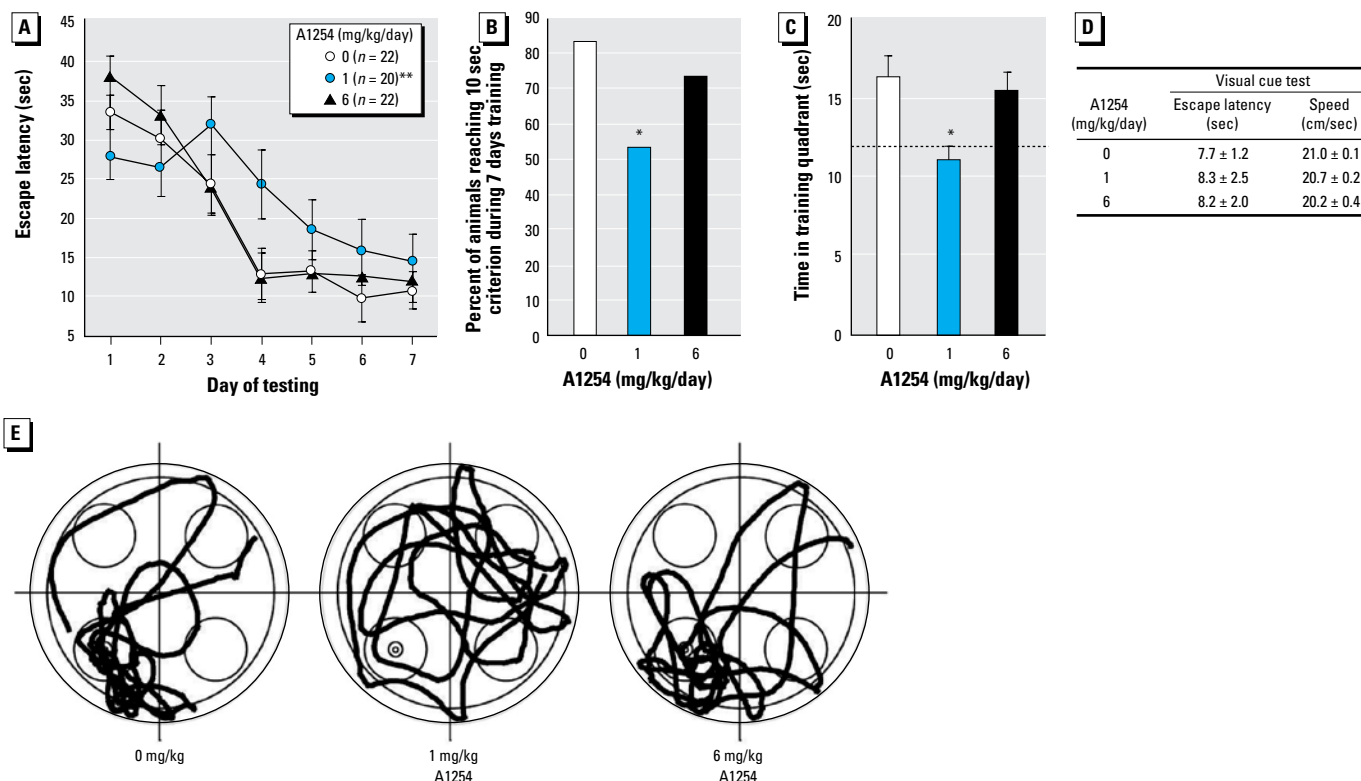 A
45
40
35
30
25
20
15
10
5
Escape latency (sec)
A1254 (mg/kg/day)
0 (n = 22)
1 (n = 20)**
6 (n = 22)
1 2 3 4 5 6 7
Day of testing
B
90
80
70
60
50
40
30
20
10
0
Percent of animals reaching 10 sec
criterion during 7 days training
*
0 1 6
A1254 (mg/kg/day)
C
20
15
10
5
0
Time in training quadrant (sec)
*
0 1 6
A1254 (mg/kg/day)
D
Visual cue test
A1254 Escape latency Speed
(mg/kg/day) (sec) (cm/sec)
0 7.7 ± 1.2 21.0 ± 0.1
1 8.3 ± 2.5 20.7 ± 0.2
6 8.2 ± 2.0 20.2 ± 0.4
E
0 mg/kg
1 mg
A1254
6 mg/kg
A1254